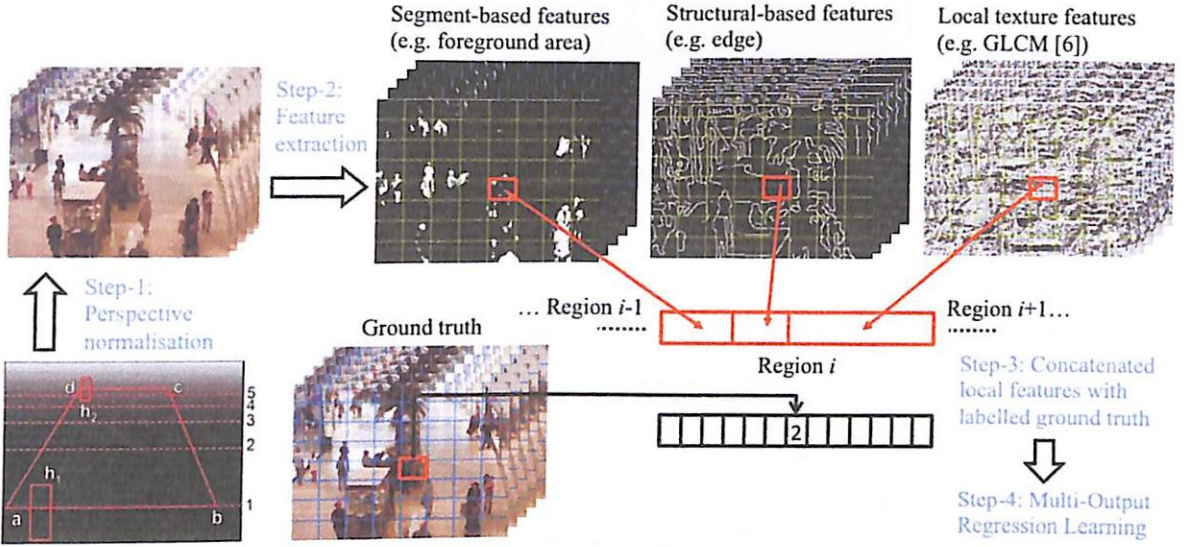 Segment-based features
(e.g. foreground area)
Structural-based features
(e.g. edge)
Local texture features
(e.g. GLCM [6])
Step-2:
Feature
extraction
Step-1:
Perspective
normalisation
... Region i-1
Region i+1...
Region i
Ground truth
2
Step-3: Concatenated
local features with
labelled ground truth
Step-4: Multi-Output
Regression Learning
d
c
5
4
3
2
1
h2
h1
a
b